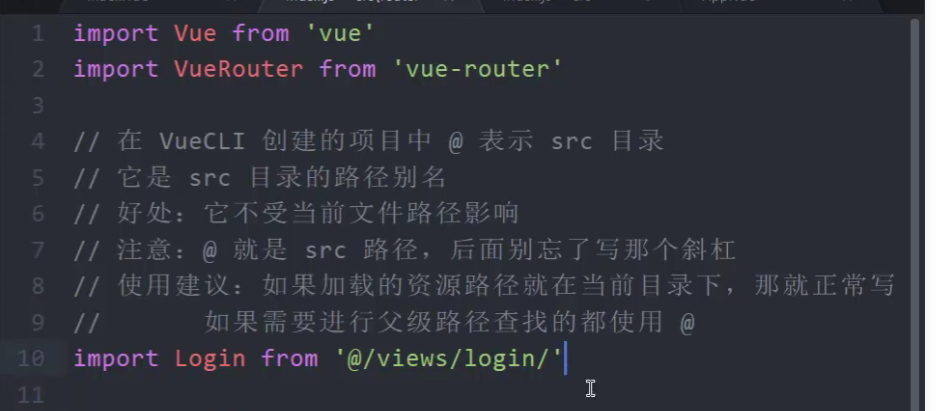 1 import Vue from 'vue'
2 import VueRouter from 'vue-router'
3
4 // 在 VueCLI 创建的项目中 @ 表示 src 目录
5 // 它是 src 目录的路径别名
6 // 好处：它不受当前文件路径影响
7 // 注意：@ 就是 src 路径，后面别忘了写那个斜杠
8 // 使用建议：如果加载的资源路径就在当前目录下，那就正常写
9 // 如果需要进行父级路径查找的都使用 @
10 import Login from '@/views/login/'
11